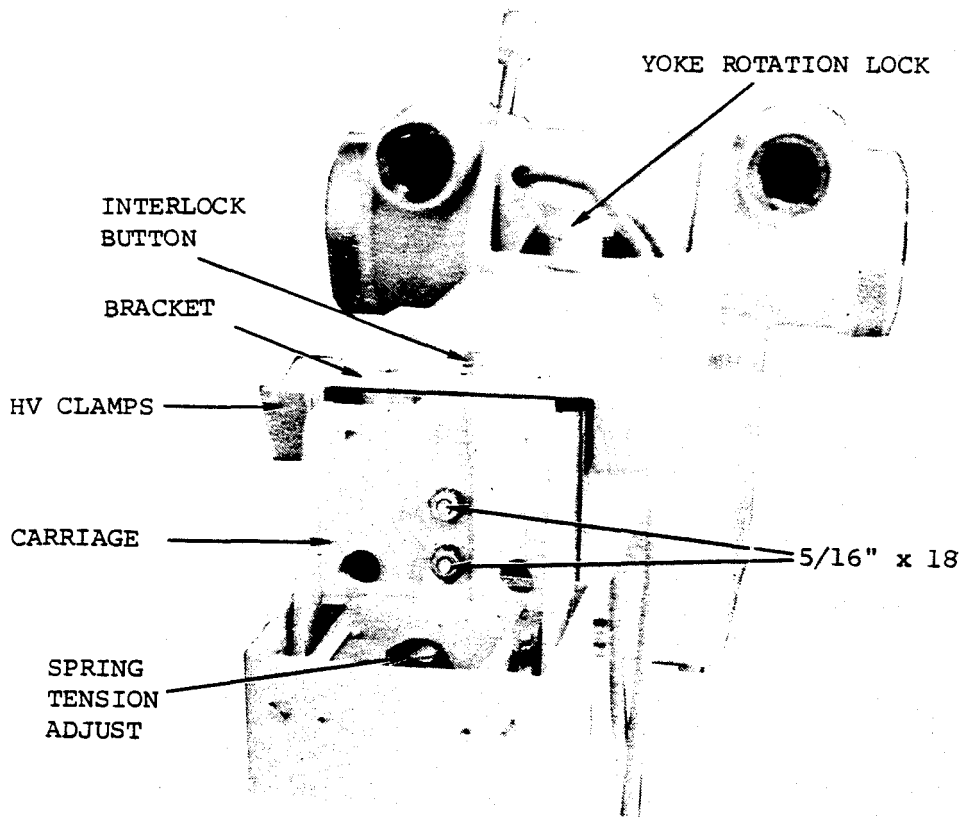 YOKE ROTATION LOCK
INTERLOCK
BUTTON
BRACKET
HV CLAMPS
CARRIAGE
5/16" x 18
SPRING
TENSION
ADJUST